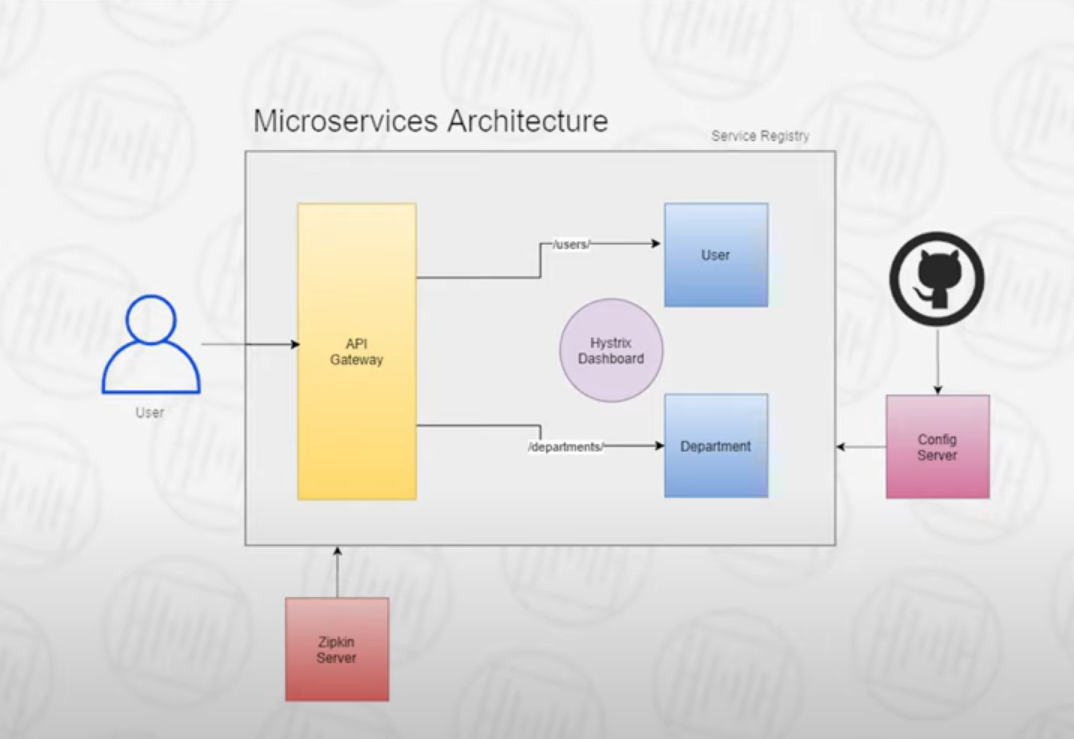 Microservices Architecture
Service Registry
/users/
User
API
Gateway
Hystrix
Dashboard
User
/departments/
Department
Config
Server
Zipkin
Server